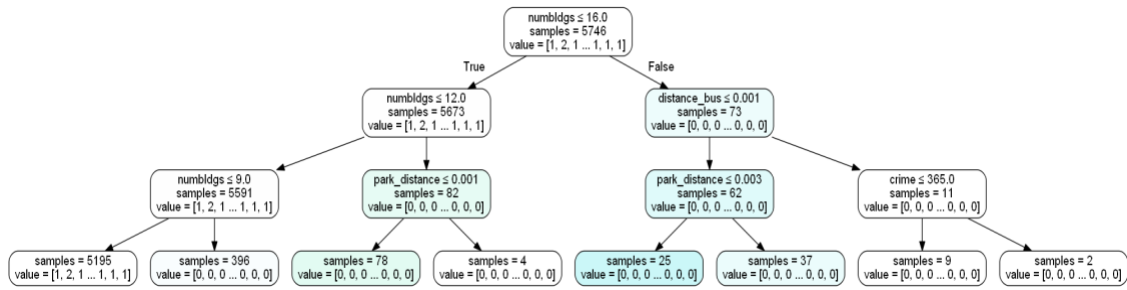 numbldgs ≤ 16.0
samples = 5746
value = [1, 2, 1 ... 1, 1, 1]
True
False
numbldgs ≤ 12.0
samples = 5673
value = [1, 2, 1 ... 1, 1, 1]
distance_bus ≤ 0.001
samples = 73
value = [0, 0, 0 ... 0, 0, 0]
numbldgs ≤ 9.0
samples = 5591
value = [1, 2, 1 ... 1, 1, 1]
park_distance ≤ 0.001
samples = 82
value = [0, 0, 0 ... 0, 0, 0]
park_distance ≤ 0.003
samples = 62
value = [0, 0, 0 ... 0, 0, 0]
crime ≤ 365.0
samples = 11
value = [0, 0, 0 ... 0, 0, 0]
samples = 5195
value = [1, 2, 1 ... 1, 1, 1]
samples = 396
value = [0, 0, 0 ... 0, 0, 0]
samples = 78
value = [0, 0, 0 ... 0, 0, 0]
samples = 4
value = [0, 0, 0 ... 0, 0, 0]
samples = 25
value = [0, 0, 0 ... 0, 0, 0]
samples = 37
value = [0, 0, 0 ... 0, 0, 0]
samples = 9
value = [0, 0, 0 ... 0, 0, 0]
samples = 2
value = [0, 0, 0 ... 0, 0, 0]